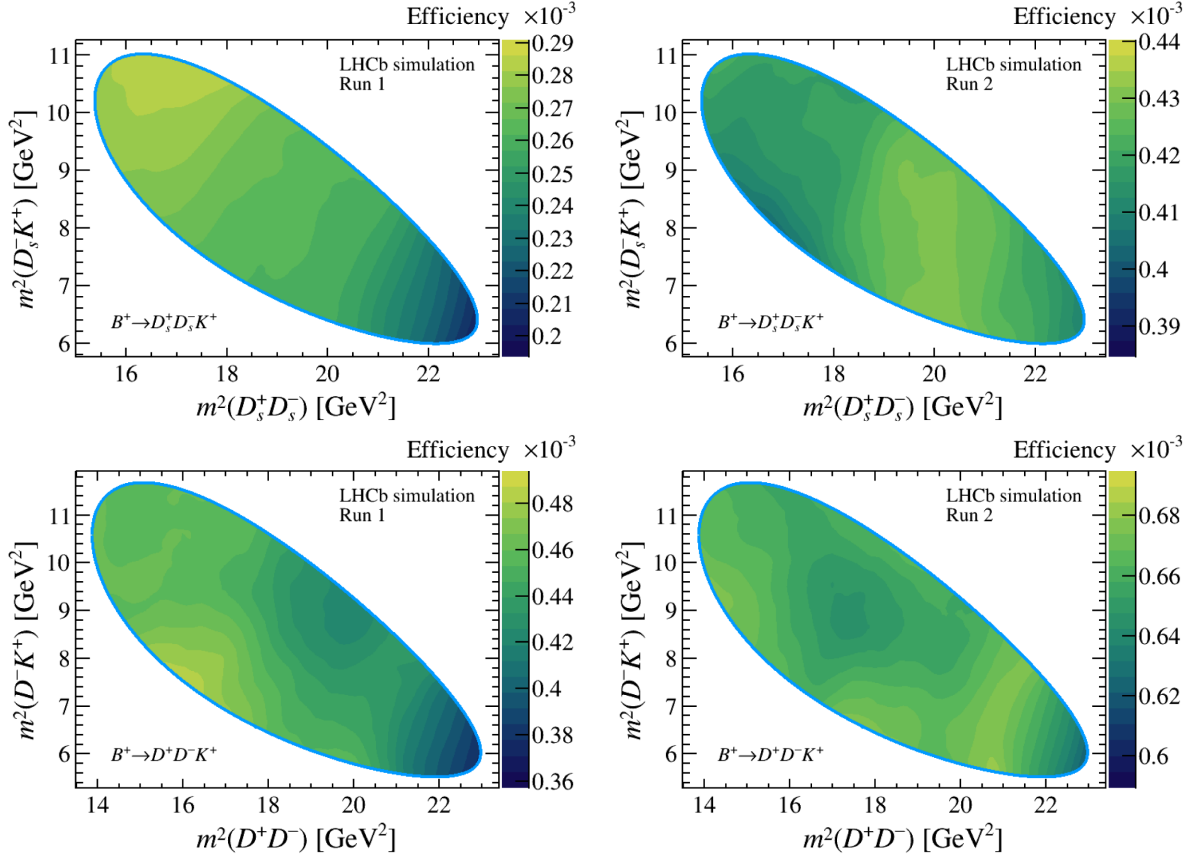 Efficiency ×10⁻³
LHCb simulation
Run 1
B⁺→D_s⁺D_s⁻K⁺
m²(D_s⁻K⁺) [GeV²]
11
10
9
8
7
6
16 18 20 22
m²(D_s⁺D_s⁻) [GeV²]
0.29
0.28
0.27
0.26
0.25
0.24
0.23
0.22
0.21
0.2
Efficiency ×10⁻³
LHCb simulation
Run 2
B⁺→D_s⁺D_s⁻K⁺
m²(D_s⁻K⁺) [GeV²]
11
10
9
8
7
6
16 18 20 22
m²(D_s⁺D_s⁻) [GeV²]
0.44
0.43
0.42
0.41
0.4
0.39
Efficiency ×10⁻³
LHCb simulation
Run 1
B⁺→D⁺D⁻K⁺
m²(D⁻K⁺) [GeV²]
11
10
9
8
7
6
14 16 18 20 22
m²(D⁺D⁻) [GeV²]
0.48
0.46
0.44
0.42
0.4
0.38
0.36
Efficiency ×10⁻³
LHCb simulation
Run 2
B⁺→D⁺D⁻K⁺
m²(D⁻K⁺) [GeV²]
11
10
9
8
7
6
14 16 18 20 22
m²(D⁺D⁻) [GeV²]
0.68
0.66
0.64
0.62
0.6